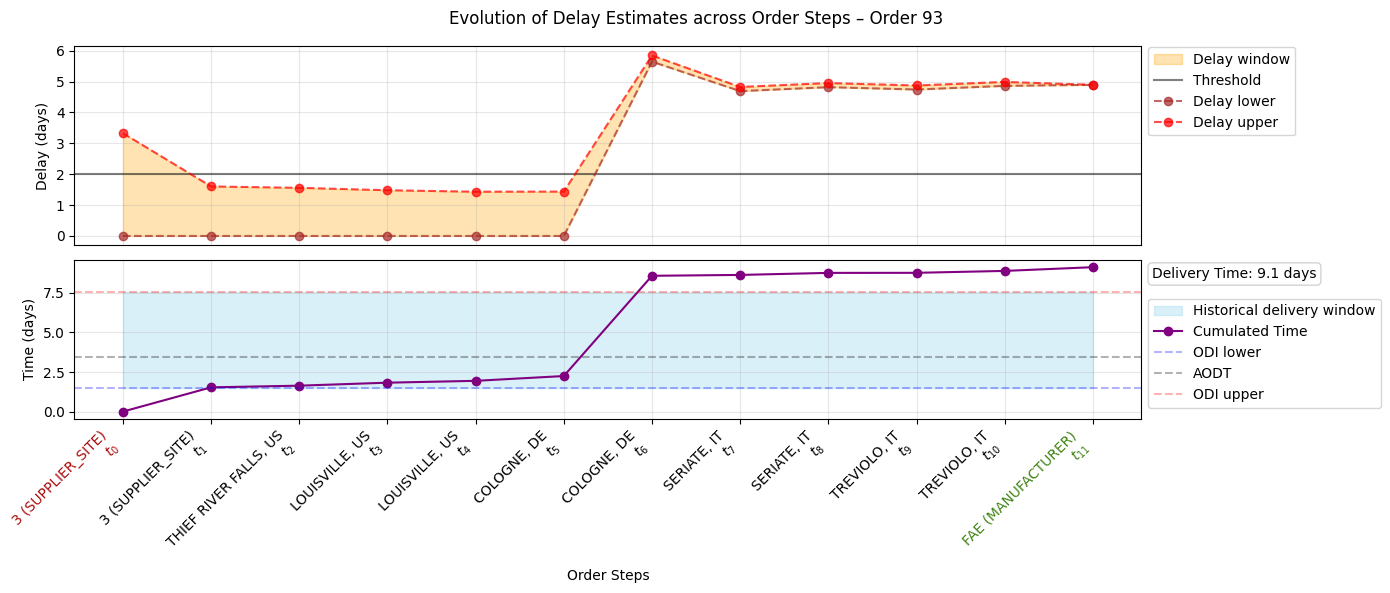 Evolution of Delay Estimates across Order Steps – Order 93
Delay (days)
6
5
4
3
2
1
0
Delay window
Threshold
Delay lower
Delay upper
Time (days)
7.5
5.0
2.5
0.0
Delivery Time: 9.1 days
Historical delivery window
Cumulated Time
ODI lower
AODT
ODI upper
3 (SUPPLIER_SITE)
t0
3 (SUPPLIER_SITE)
t1
THIEF RIVER FALLS, US
t2
LOUISVILLE, US
t3
LOUISVILLE, US
t4
COLOGNE, DE
t5
COLOGNE, DE
t6
SERIATE, IT
t7
SERIATE, IT
t8
TREVIOLO, IT
t9
TREVIOLO, IT
t10
FAE (MANUFACTURER)
t11
Order Steps